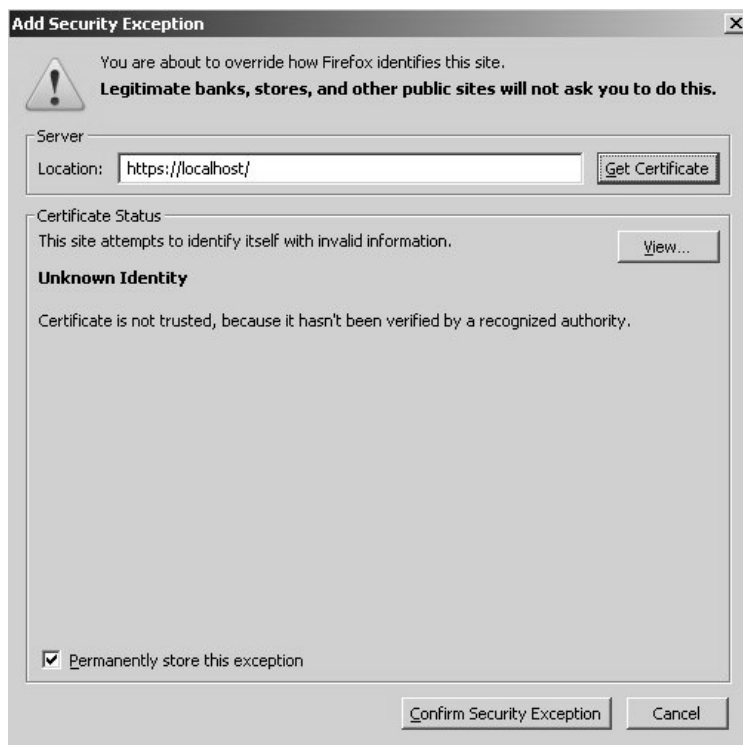 Add Security Exception
You are about to override how Firefox identifies this site.
Legitimate banks, stores, and other public sites will not ask you to do this.
Server
Location: https://localhost/ Get Certificate
Certificate Status
This site attempts to identify itself with invalid information. View...
Unknown Identity
Certificate is not trusted, because it hasn't been verified by a recognized authority.
Permanently store this exception
Confirm Security Exception Cancel